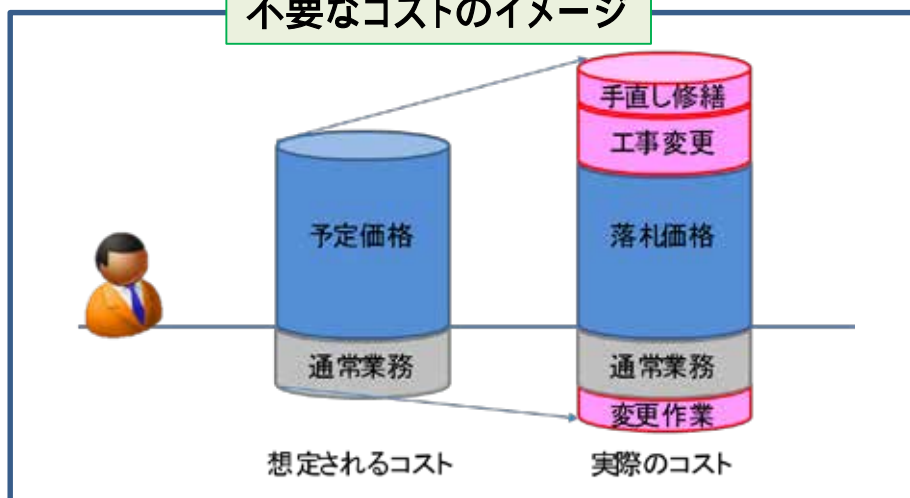 不要なコストのイメージ
手直し修繕
工事変更
予定価格
落札価格
通常業務
通常業務
変更作業
想定されるコスト
実際のコスト